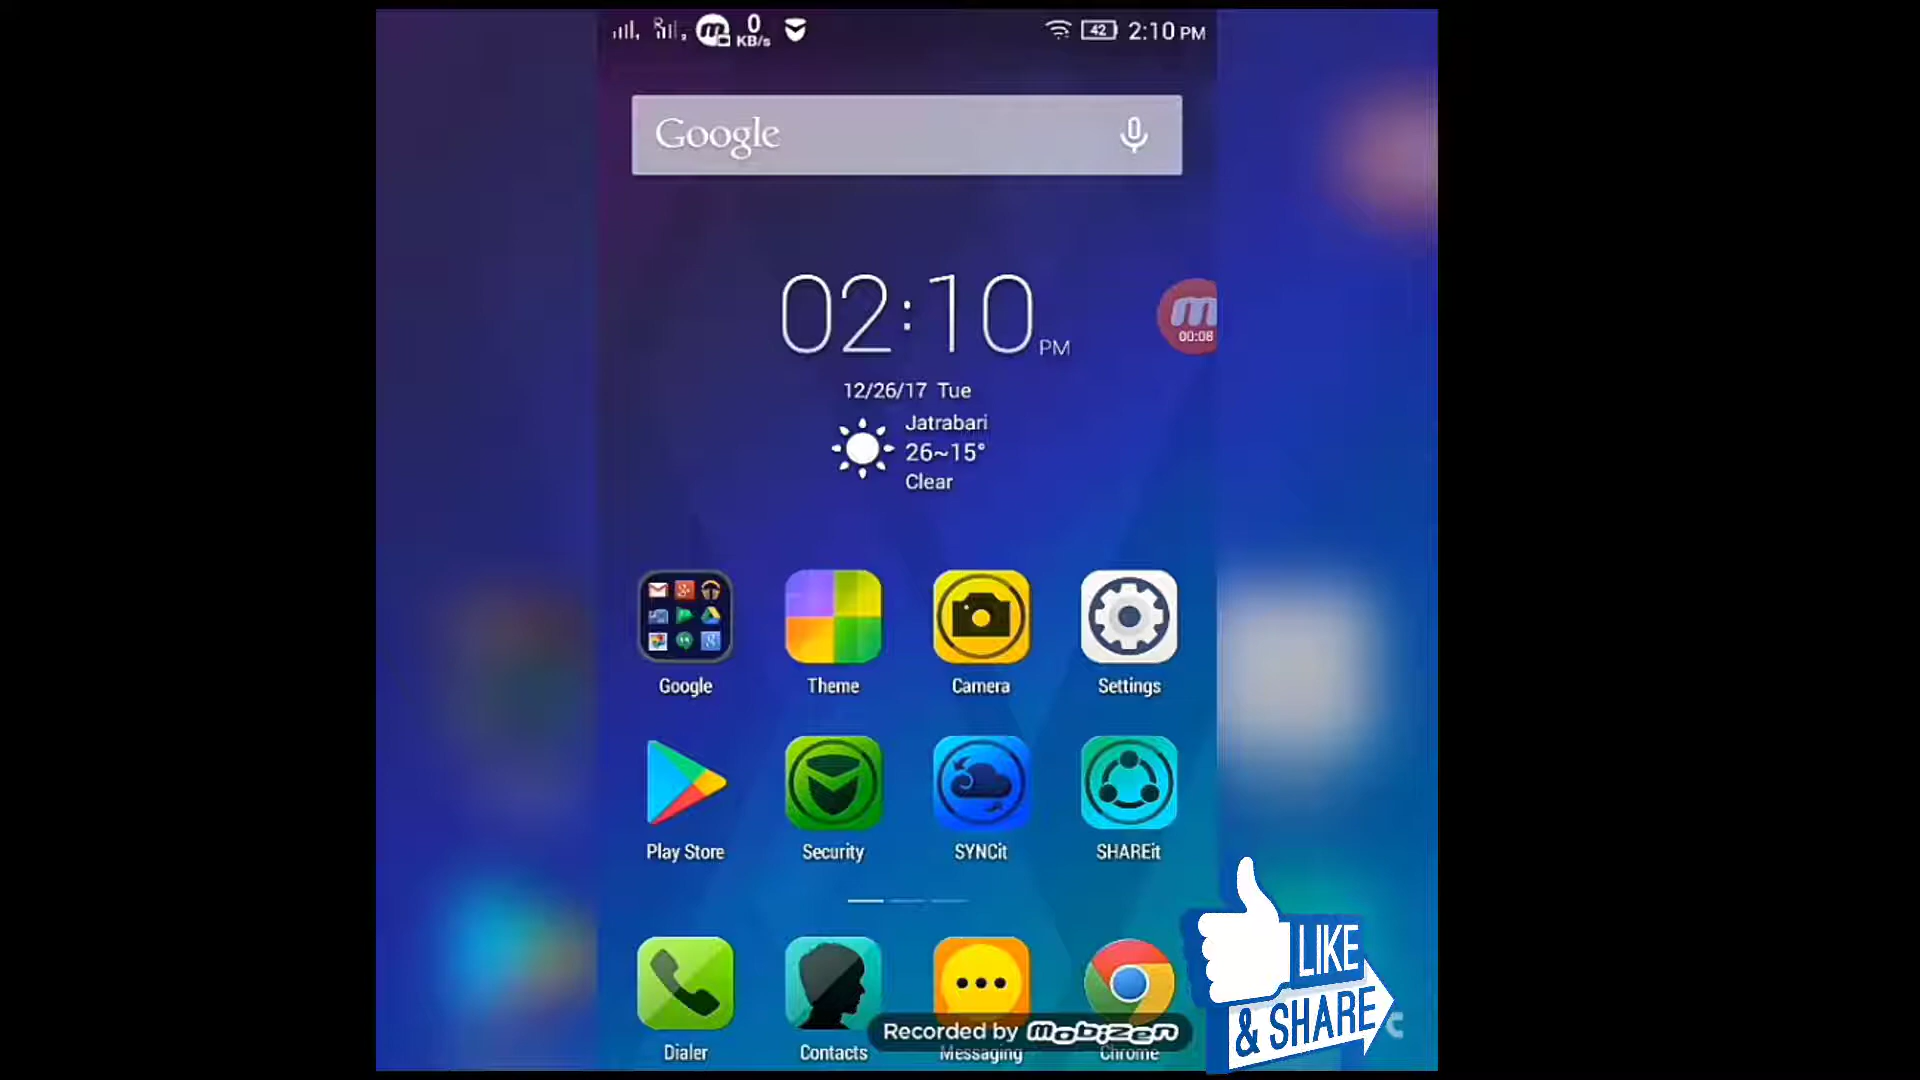 m 0 KB/s 42 2:10 PM
Google
02:10 PM
m
00:08
12/26/17 Tue
Jatrabari
26~15°
Clear
Google Theme Camera Settings
Play Store Security SYNCit SHAREit
LIKE
& SHARE
Recorded by mobizen
Dialer Contacts Messaging Chrome